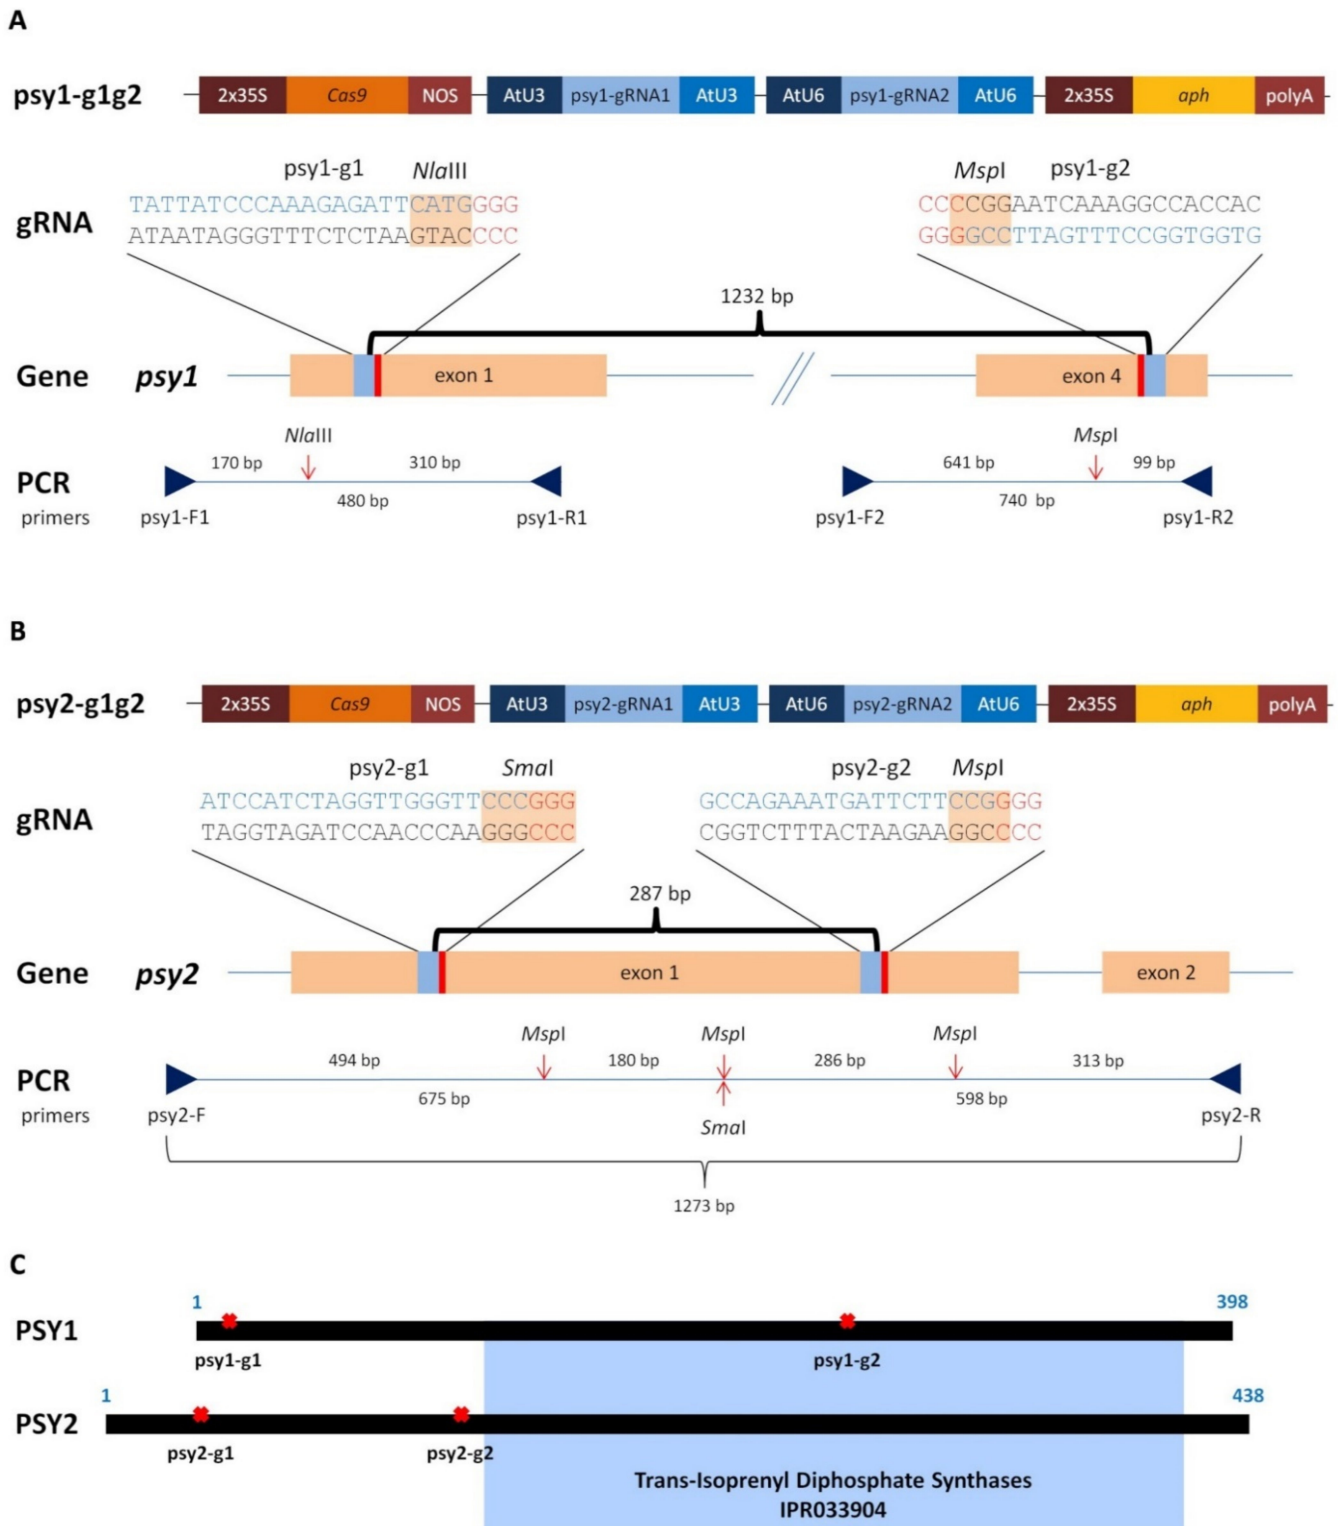 A
psy1-g1g2 2x35S Cas9 NOS AtU3 psy1-gRNA1 AtU3 AtU6 psy1-gRNA2 AtU6 2x35S aph polyA
psy1-g1 NlaIII MspI psy1-g2
gRNA
TATTATCCCAAAGAGATTCATGGGG CCCCGGAATCAAAGGCCACCAC
ATAATAGGGTTTCTCTAAGTACCCC GGGGCCTTAGTTTCCGGTGGTG
1232 bp
Gene psy1 exon 1 exon 4
NlaIII MspI
PCR 170 bp 310 bp 641 bp 99 bp
480 bp 740 bp
primers psy1-F1 psy1-R1 psy1-F2 psy1-R2
B
psy2-g1g2 2x35S Cas9 NOS AtU3 psy2-gRNA1 AtU3 AtU6 psy2-gRNA2 AtU6 2x35S aph polyA
psy2-g1 SmaI psy2-g2 MspI
gRNA
ATCCATCTAGGTTGGGTTCCCGGG GCCAGAAATGATTCTTCCGGGG
TAGGTAGATCCAACCCAAGGGCCC CGGTCTTTACTAAGAAGGCCCC
287 bp
Gene psy2 exon 1 exon 2
MspI MspI MspI
PCR 494 bp 180 bp 286 bp 313 bp
675 bp 598 bp
primers psy2-F SmaI psy2-R
1273 bp
C
1 398
PSY1
psy1-g1 psy1-g2
1 438
PSY2
psy2-g1 psy2-g2
Trans-Isoprenyl Diphosphate Synthases
IPR033904